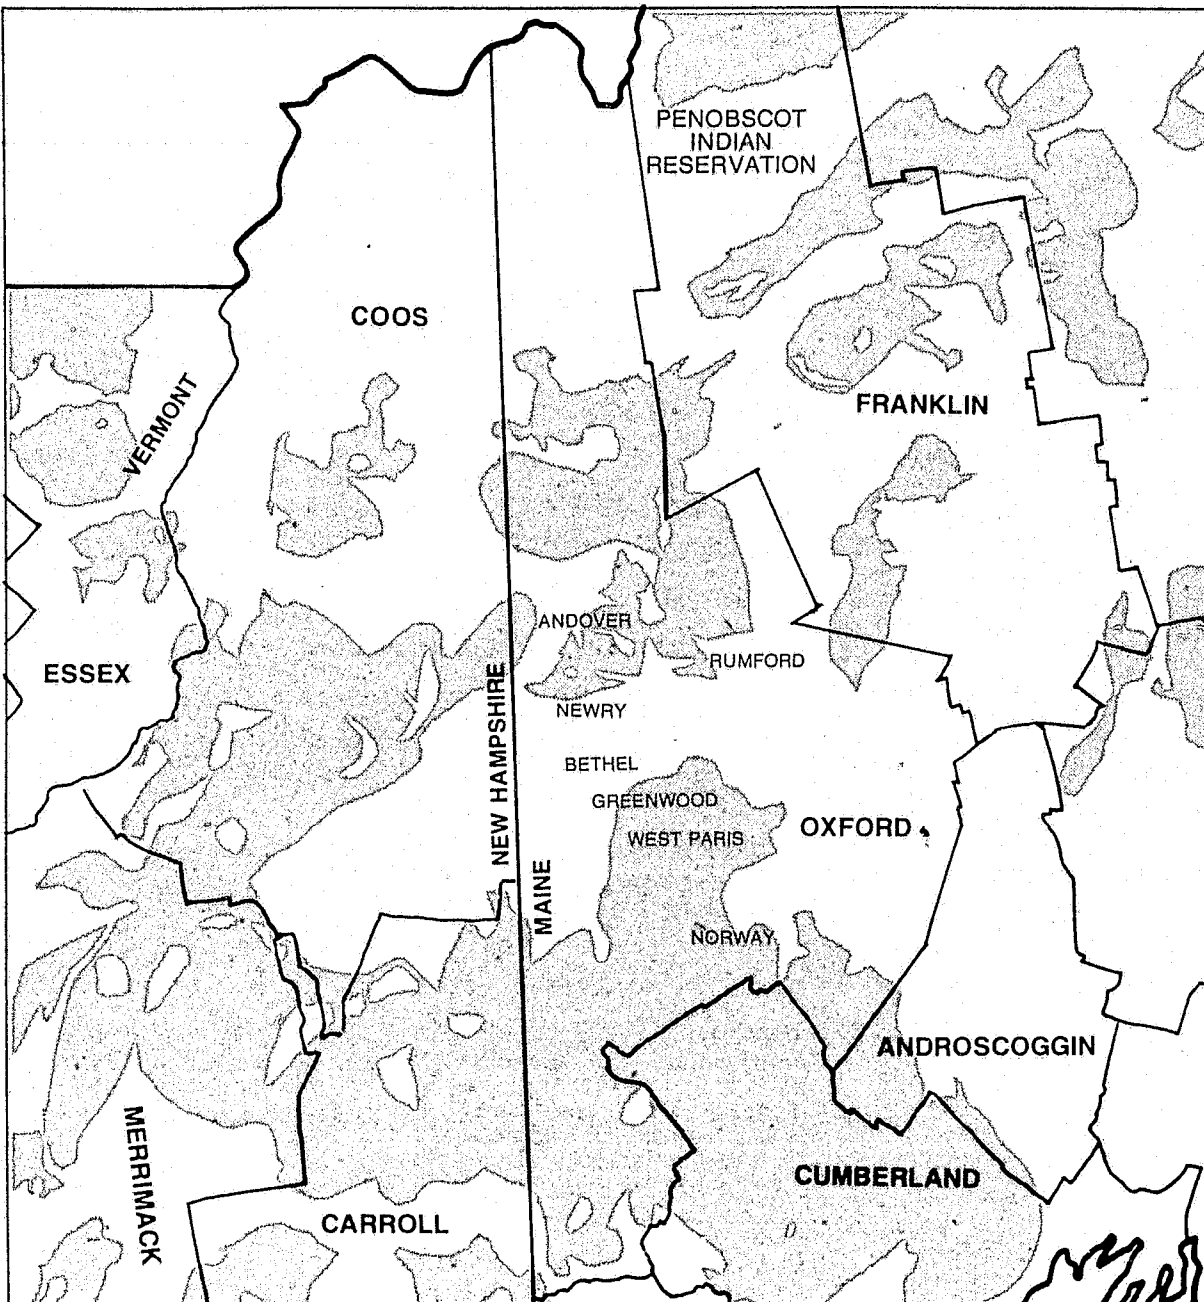 PENOBSCOT
INDIAN
RESERVATION
COOS
VERMONT
FRANKLIN
ANDOVER
ESSEX
RUMFORD
NEWRY
NEW HAMPSHIRE
BETHEL
GREENWOOD
WEST PARIS
OXFORD
MAINE
NORWAY
ANDROSCOGGIN
MERRIMACK
CUMBERLAND
CARROLL